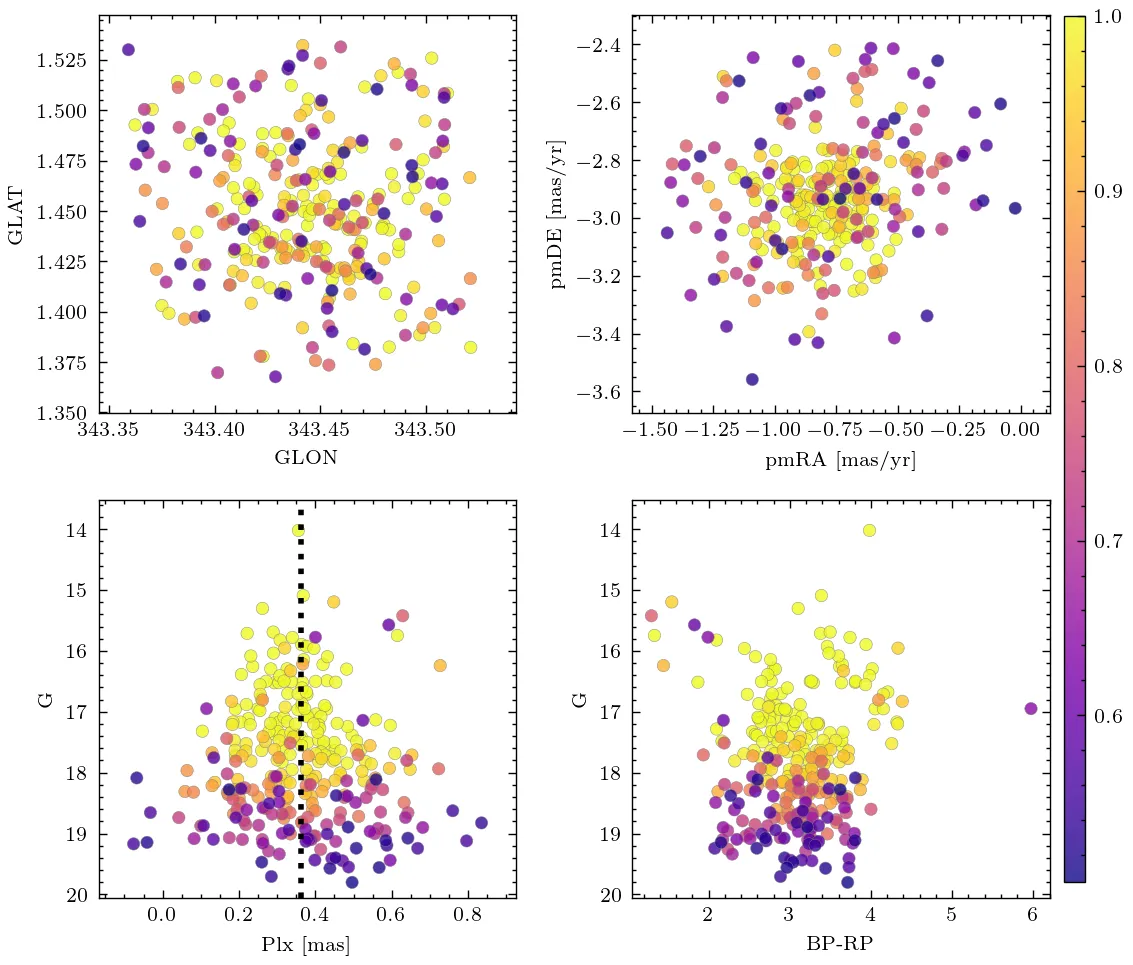 1.525
1.500
1.475
1.450
1.425
1.400
1.375
1.350
GLAT
343.35 343.40 343.45 343.50
GLON
−2.4
−2.6
−2.8
−3.0
−3.2
−3.4
−3.6
pmDE [mas/yr]
−1.50 −1.25 −1.00 −0.75 −0.50 −0.25 0.00
pmRA [mas/yr]
14
15
16
17
18
19
20
G
0.0 0.2 0.4 0.6 0.8
Plx [mas]
14
15
16
17
18
19
20
G
2 3 4 5 6
BP-RP
1.0
0.9
0.8
0.7
0.6